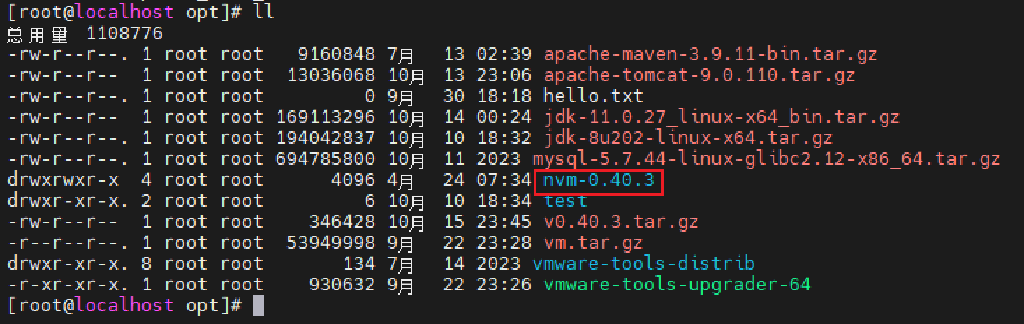 [root@localhost opt]# ll
总用量 1108776
-rw-r--r--. 1 root root   9160848 7月  13 02:39 apache-maven-3.9.11-bin.tar.gz
-rw-r--r--. 1 root root  13036068 10月 13 23:06 apache-tomcat-9.0.110.tar.gz
-rw-r--r--. 1 root root         0 9月  30 18:18 hello.txt
-rw-r--r--. 1 root root 169113296 10月 14 00:24 jdk-11.0.27_linux-x64_bin.tar.gz
-rw-r--r--. 1 root root 194042837 10月 10 18:32 jdk-8u202-linux-x64.tar.gz
-rw-r--r--. 1 root root 694785800 10月 11 2023 mysql-5.7.44-linux-glibc2.12-x86_64.tar.gz
drwxrwxr-x  4 root root      4096 4月  24 07:34 nvm-0.40.3
drwxr-xr-x. 2 root root         6 10月 10 18:34 test
-rw-r--r--  1 root root    346428 10月 15 23:45 v0.40.3.tar.gz
-r--r--r--. 1 root root  53949998 9月  22 23:28 vm.tar.gz
drwxr-xr-x. 8 root root       134 7月  14 2023 vmware-tools-distrib
-r-xr-xr-x. 1 root root    930632 9月  22 23:26 vmware-tools-upgrader-64
[root@localhost opt]#